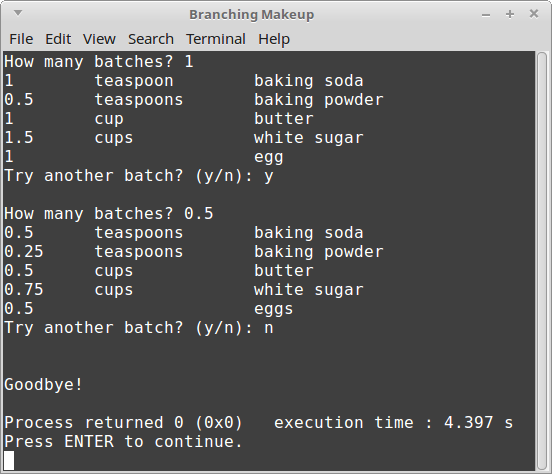 Branching Makeup
File Edit View Search Terminal Help
How many batches? 1
1 teaspoon baking soda
0.5 teaspoons baking powder
1 cup butter
1.5 cups white sugar
1 egg
Try another batch? (y/n): y
How many batches? 0.5
0.5 teaspoons baking soda
0.25 teaspoons baking powder
0.5 cups butter
0.75 cups white sugar
0.5 eggs
Try another batch? (y/n): n
Goodbye!
Process returned 0 (0x0) execution time : 4.397 s
Press ENTER to continue.